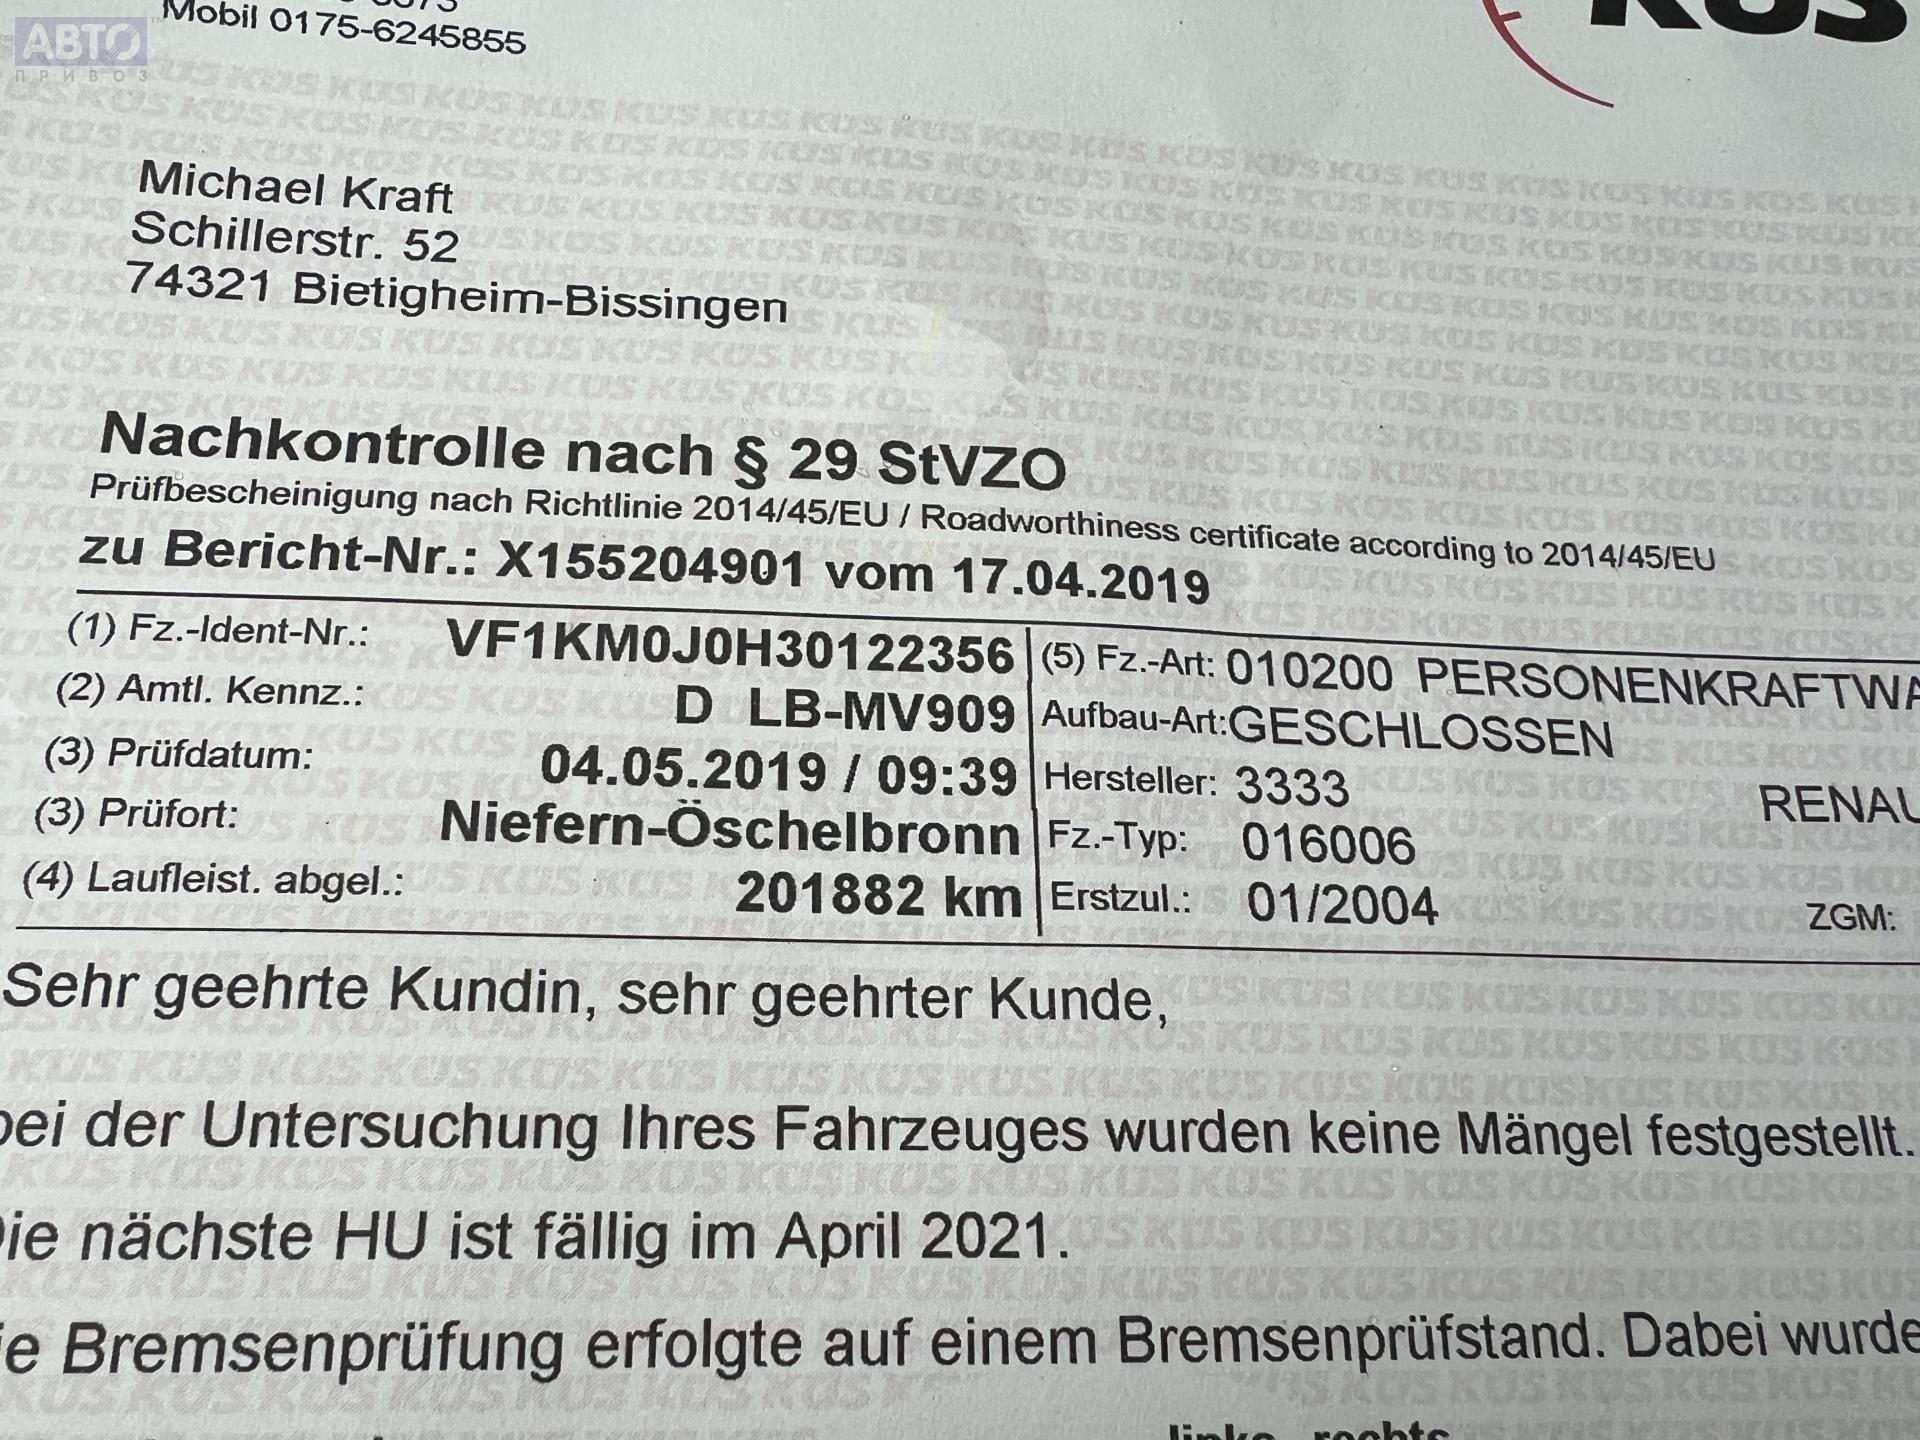 АВТО
ПРИВОЗ
Mobil 0175-6245855
KÜS
Michael Kraft
Schillerstr. 52
74321 Bietigheim-Bissingen
Nachkontrolle nach § 29 StVZO
Prüfbescheinigung nach Richtlinie 2014/45/EU / Roadworthiness certificate according to 2014/45/EU
zu Bericht-Nr.: X155204901 vom 17.04.2019
(1) Fz.-Ident-Nr.: VF1KM0J0H30122356 (5) Fz.-Art: 010200 PERSONENKRAFTWA
(2) Amtl. Kennz.: D LB-MV909 Aufbau-Art: GESCHLOSSEN
(3) Prüfdatum: 04.05.2019 / 09:39 Hersteller: 3333 RENAU
(3) Prüfort: Niefern-Öschelbronn Fz.-Typ: 016006
(4) Laufleist. abgel.: 201882 km Erstzul.: 01/2004 ZGM:
Sehr geehrte Kundin, sehr geehrter Kunde,
bei der Untersuchung Ihres Fahrzeuges wurden keine Mängel festgestellt.
Die nächste HU ist fällig im April 2021.
ie Bremsenprüfung erfolgte auf einem Bremsenprüfstand. Dabei wurde
links rechts